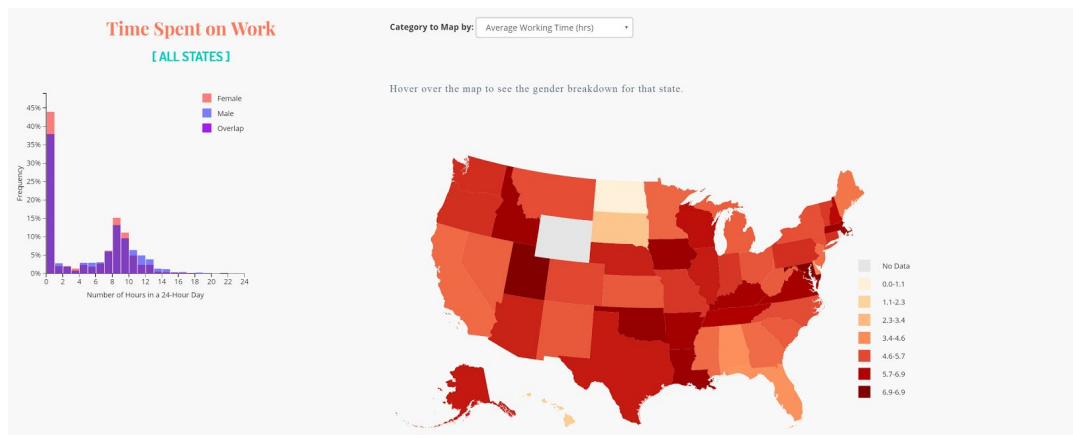 Time Spent on Work
[ ALL STATES ]
Category to Map by: Average Working Time (hrs)
Hover over the map to see the gender breakdown for that state.
Female
Male
Overlap
Frequency
45%
40%
35%
30%
25%
20%
15%
10%
5%
0%
0 2 4 6 8 10 12 14 16 18 20 22 24
Number of Hours in a 24-Hour Day
No Data
0.0-1.1
1.1-2.3
2.3-3.4
3.4-4.6
4.6-5.7
5.7-6.9
6.9-6.9